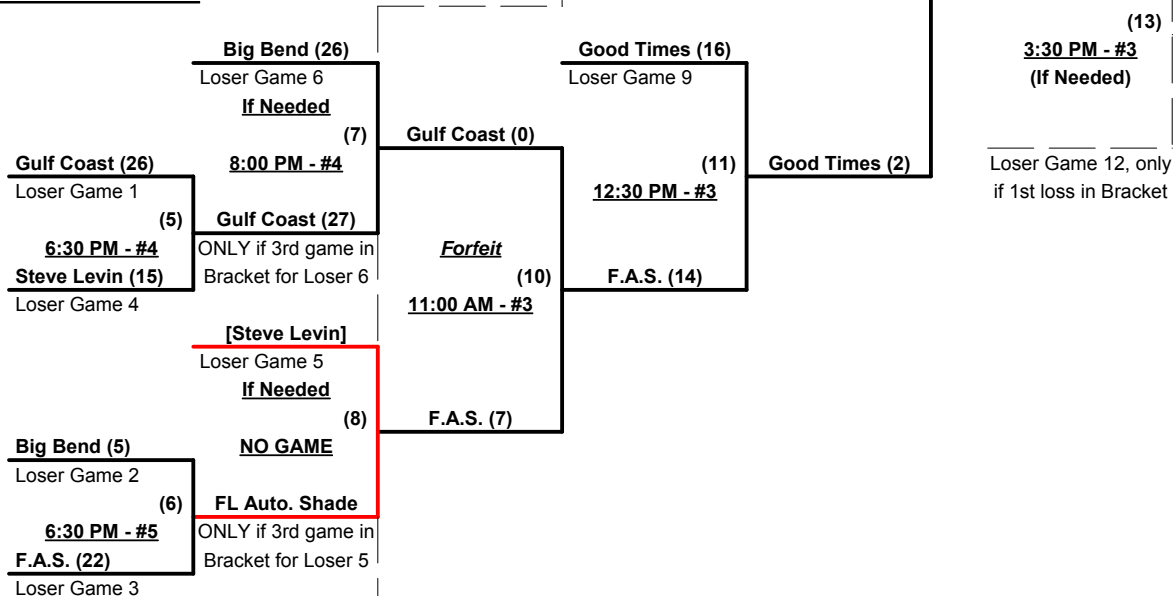 (13)
Big Bend (26)
Good Times (16)
3:30 PM - #3
Loser Game 6
Loser Game 9
(If Needed)
If Needed
(7)
Gulf Coast (0)
Gulf Coast (26)
8:00 PM - #4
(11)
Good Times (2)
Loser Game 12, only
Loser Game 1
12:30 PM - #3
if 1st loss in Bracket
(5)
Gulf Coast (27)
6:30 PM - #4
ONLY if 3rd game in
Forfeit
Steve Levin (15)
Bracket for Loser 6
(10)
F.A.S. (14)
Loser Game 4
11:00 AM - #3
[Steve Levin]
Loser Game 5
If Needed
(8)
F.A.S. (7)
Big Bend (5)
NO GAME
Loser Game 2
(6)
FL Auto. Shade
6:30 PM - #5
ONLY if 3rd game in
F.A.S. (22)
Bracket for Loser 5
Loser Game 3